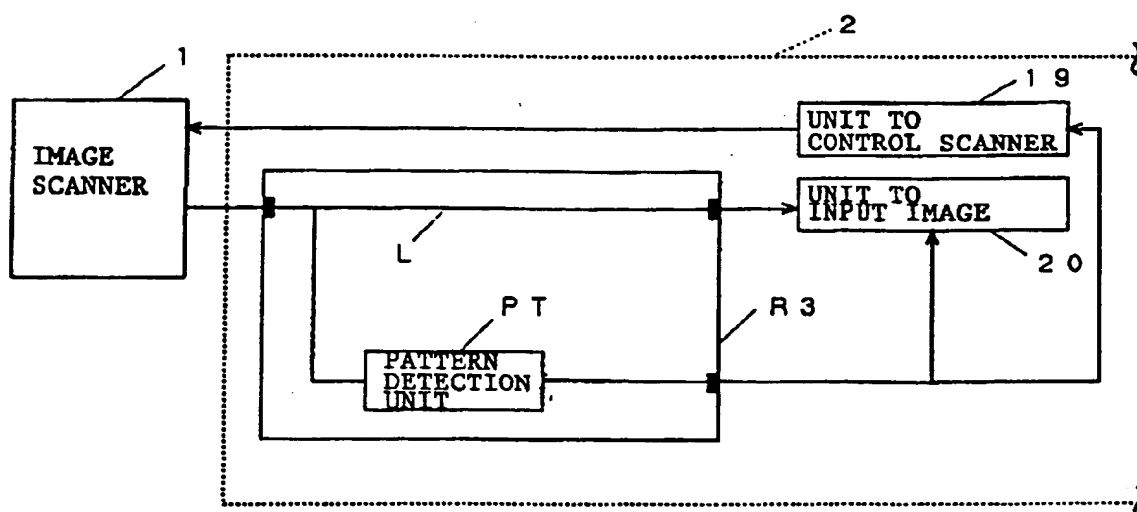 2
1
1 9
IMAGE
SCANNER
UNIT TO
CONTROL SCANNER
UNIT TO
INPUT IMAGE
L
2 0
P T
R 3
PATTERN
DETECTION
UNIT